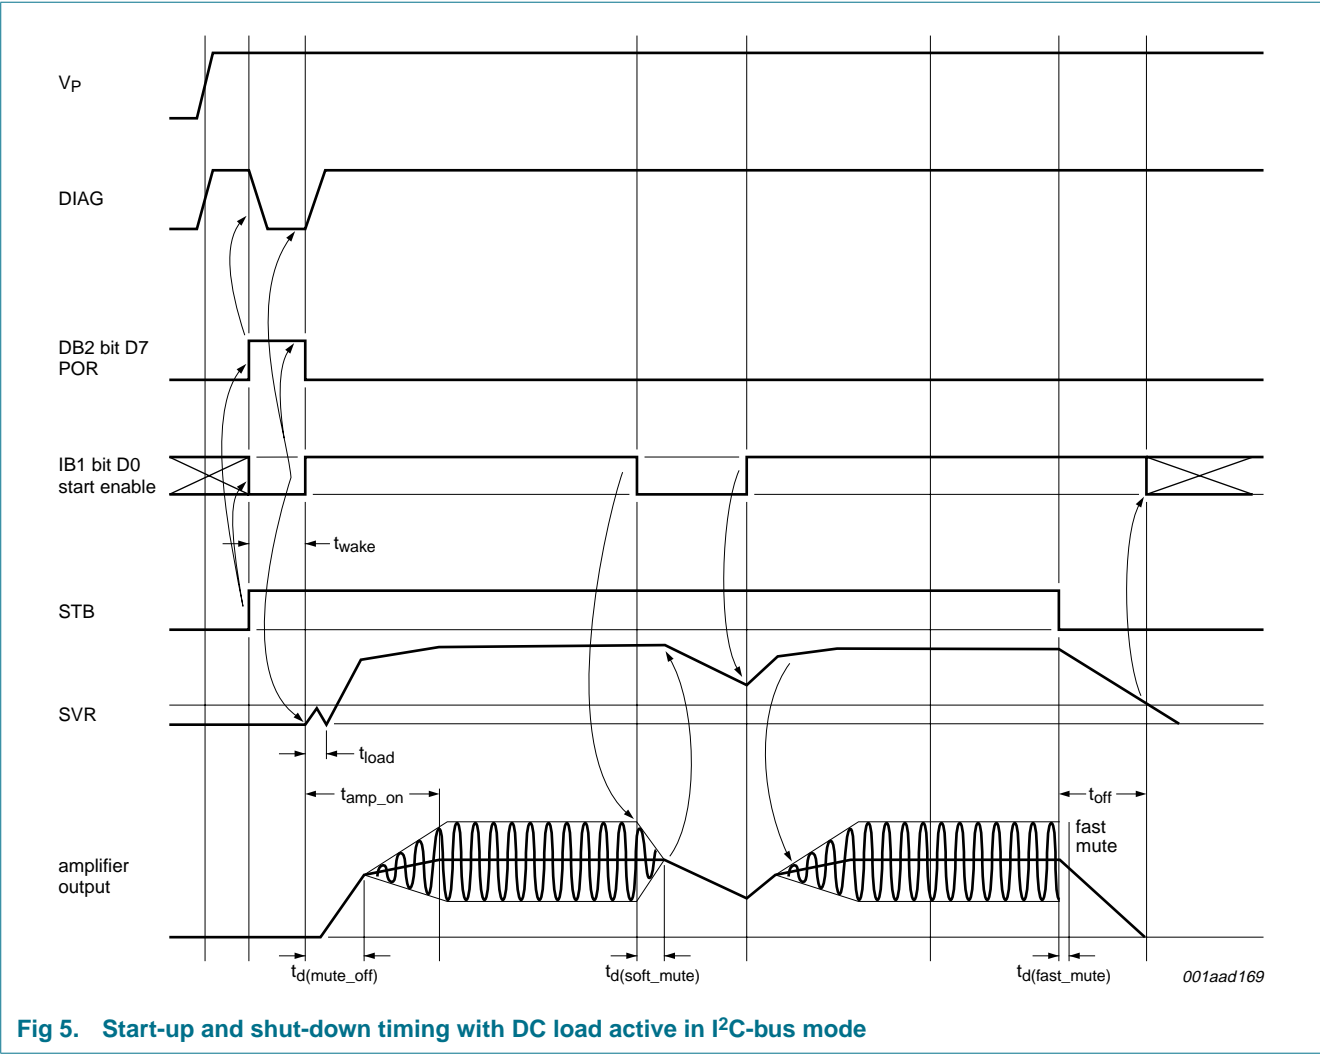 VP
DIAG
DB2 bit D7
POR
IB1 bit D0
start enable
twake
STB
SVR
tload
tamp_on
toff
fast
mute
amplifier
output
td(mute_off)
td(soft_mute)
td(fast_mute)
001aad169
Fig 5. Start-up and shut-down timing with DC load active in I2C-bus mode